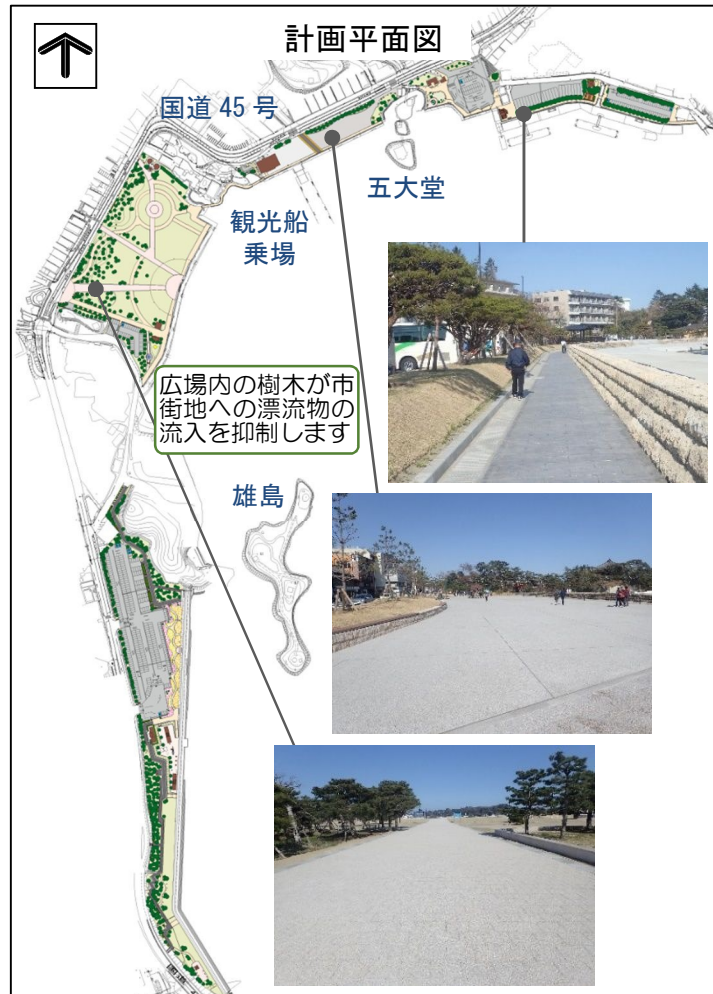 計画平面図
国道45号
五大堂
観光船
乗場
広場内の樹木が市
街地への漂流物の
流入を抑制します
雄島